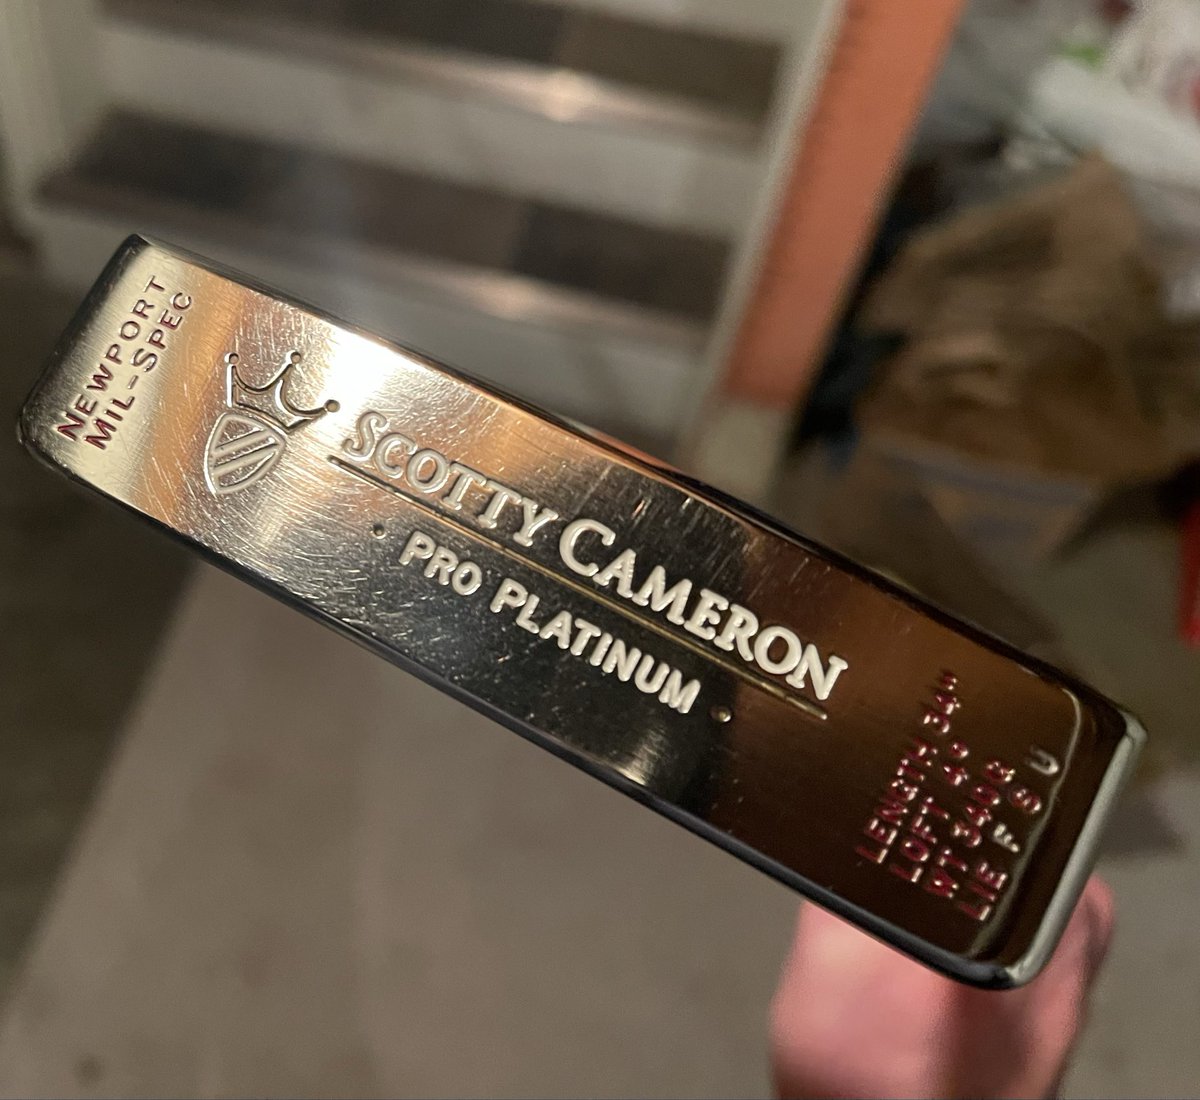 NEWPORT
MIL-SPEC
SCOTTY CAMERON
• PRO PLATINUM •
LENGTH 34"
LOFT 4°
WT 340G
LIE F S U